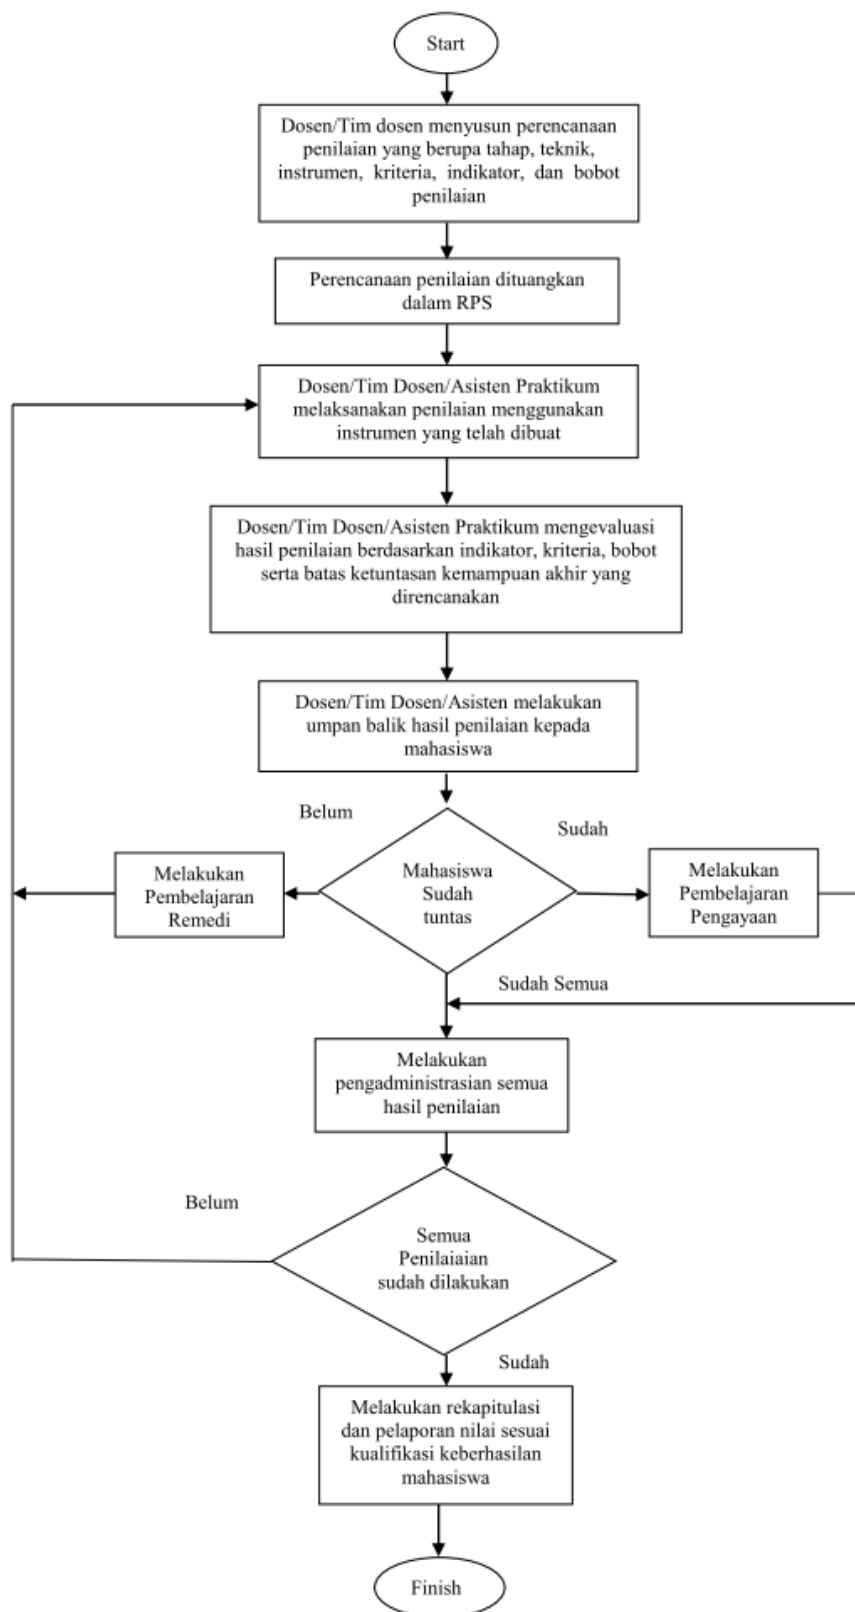 Start
Dosen/Tim dosen menyusun perencanaan
penilaian yang berupa tahap, teknik,
instrumen, kriteria, indikator, dan bobot
penilaian
Perencanaan penilaian dituangkan
dalam RPS
Dosen/Tim Dosen/Asisten Praktikum
melaksanakan penilaian menggunakan
instrumen yang telah dibuat
Dosen/Tim Dosen/Asisten Praktikum mengevaluasi
hasil penilaian berdasarkan indikator, kriteria, bobot
serta batas ketuntasan kemampuan akhir yang
direncanakan
Dosen/Tim Dosen/Asisten melakukan
umpan balik hasil penilaian kepada
mahasiswa
Belum
Sudah
Melakukan
Pembelajaran
Remedi
Mahasiswa
Sudah
tuntas
Melakukan
Pembelajaran
Pengayaan
Sudah Semua
Melakukan
pengadministrasian semua
hasil penilaian
Belum
Semua
Penilaiaian
sudah dilakukan
Sudah
Melakukan rekapitulasi
dan pelaporan nilai sesuai
kualifikasi keberhasilan
mahasiswa
Finish